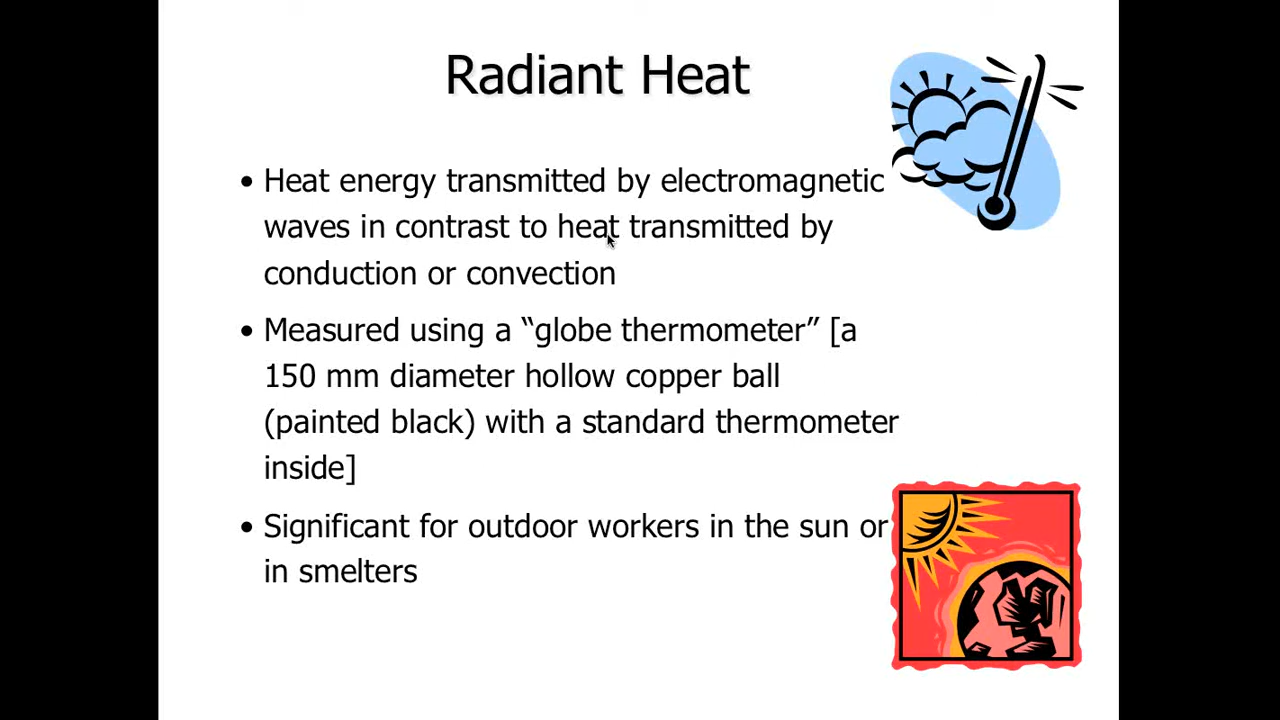 Radiant Heat
• Heat energy transmitted by electromagnetic
waves in contrast to heat transmitted by
conduction or convection
• Measured using a “globe thermometer” [a
150 mm diameter hollow copper ball
(painted black) with a standard thermometer
inside]
• Significant for outdoor workers in the sun or
in smelters